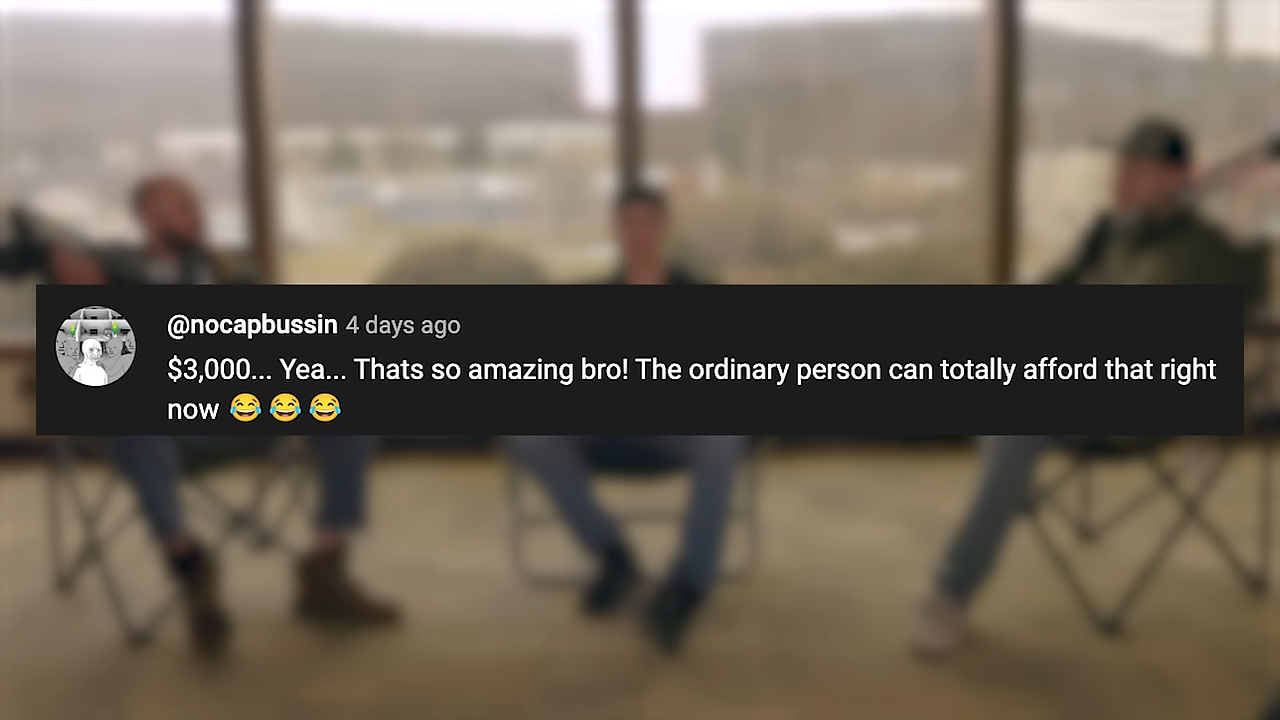 @nocapbussin 4 days ago
$3,000... Yea... Thats so amazing bro! The ordinary person can totally afford that right
now 😂 😂 😂